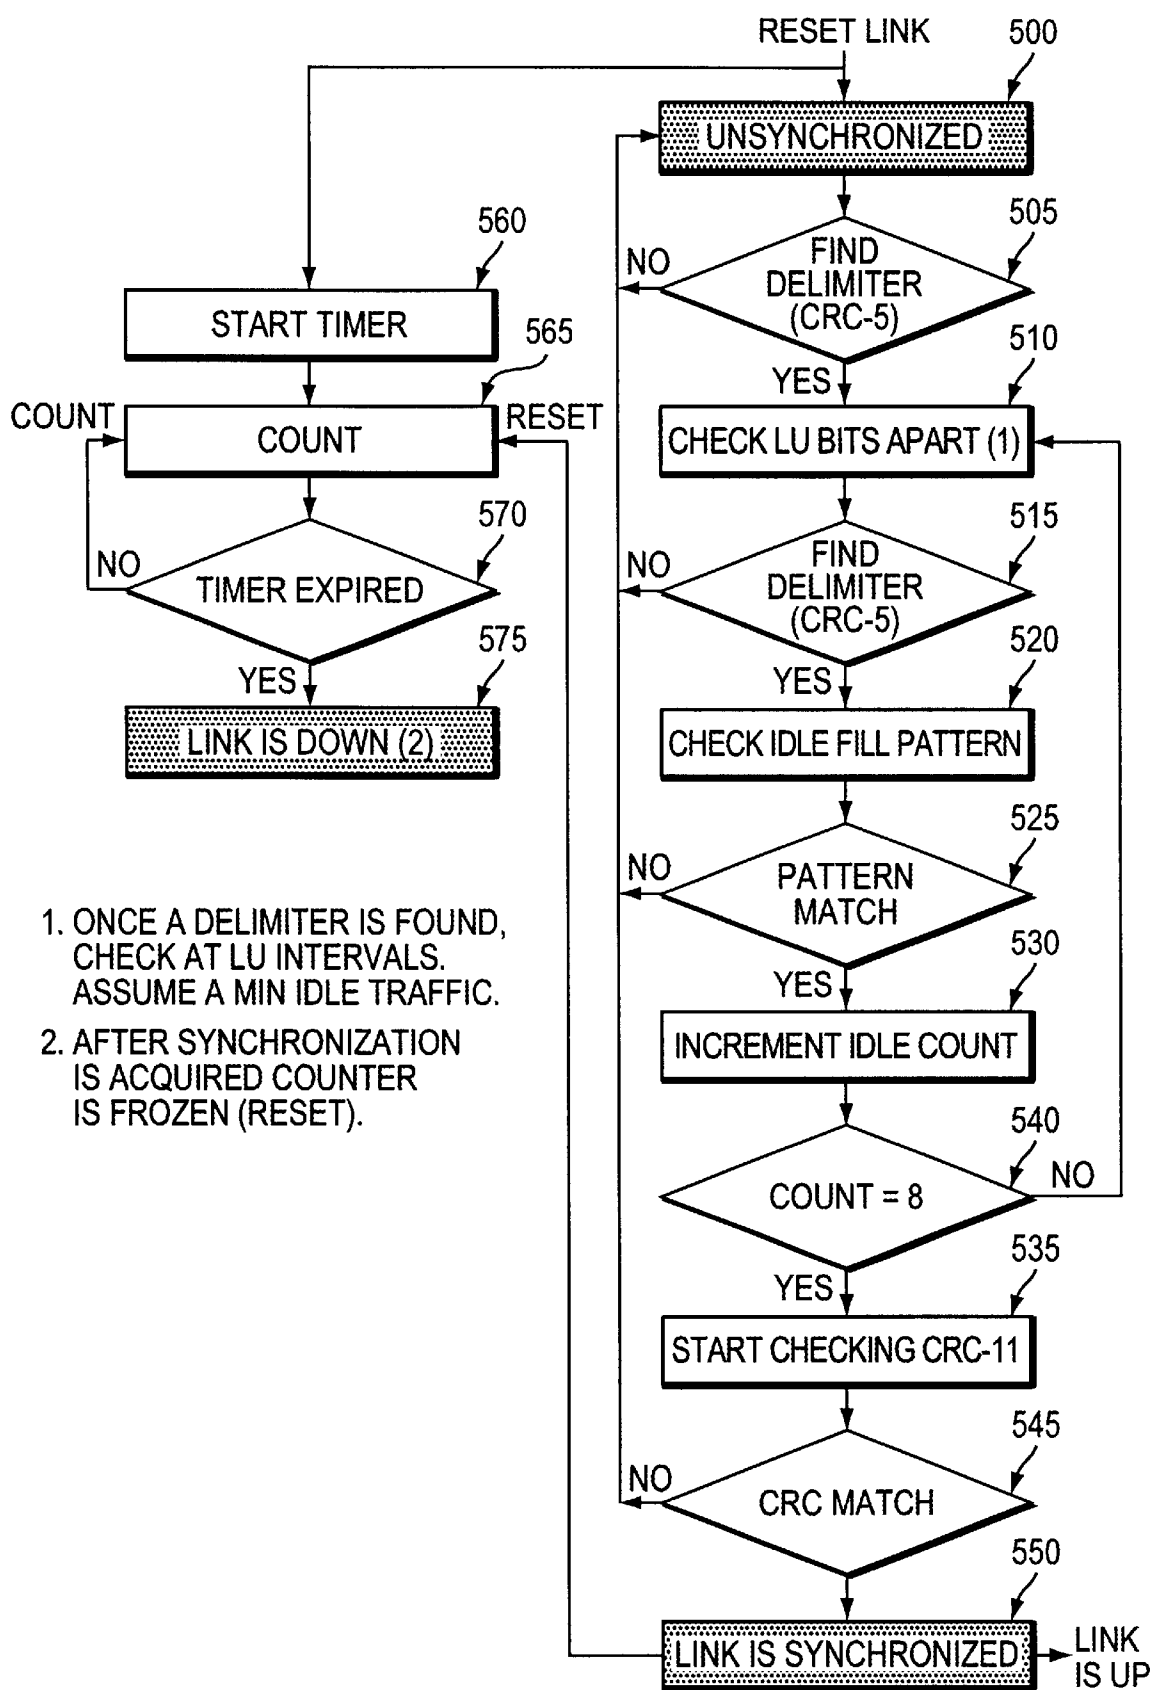 RESET LINK
500
UNSYNCHRONIZED
505
FIND
DELIMITER
(CRC-5)
NO
YES
510
CHECK LU BITS APART (1)
515
FIND
DELIMITER
(CRC-5)
NO
YES
520
CHECK IDLE FILL PATTERN
525
PATTERN
MATCH
NO
YES
530
INCREMENT IDLE COUNT
540
COUNT = 8
NO
YES
535
START CHECKING CRC-11
545
CRC MATCH
NO
550
LINK IS SYNCHRONIZED
LINK
IS UP
560
START TIMER
565
COUNT
RESET
COUNT
570
TIMER EXPIRED
NO
YES
575
LINK IS DOWN (2)
1. ONCE A DELIMITER IS FOUND,
CHECK AT LU INTERVALS.
ASSUME A MIN IDLE TRAFFIC.
2. AFTER SYNCHRONIZATION
IS ACQUIRED COUNTER
IS FROZEN (RESET).